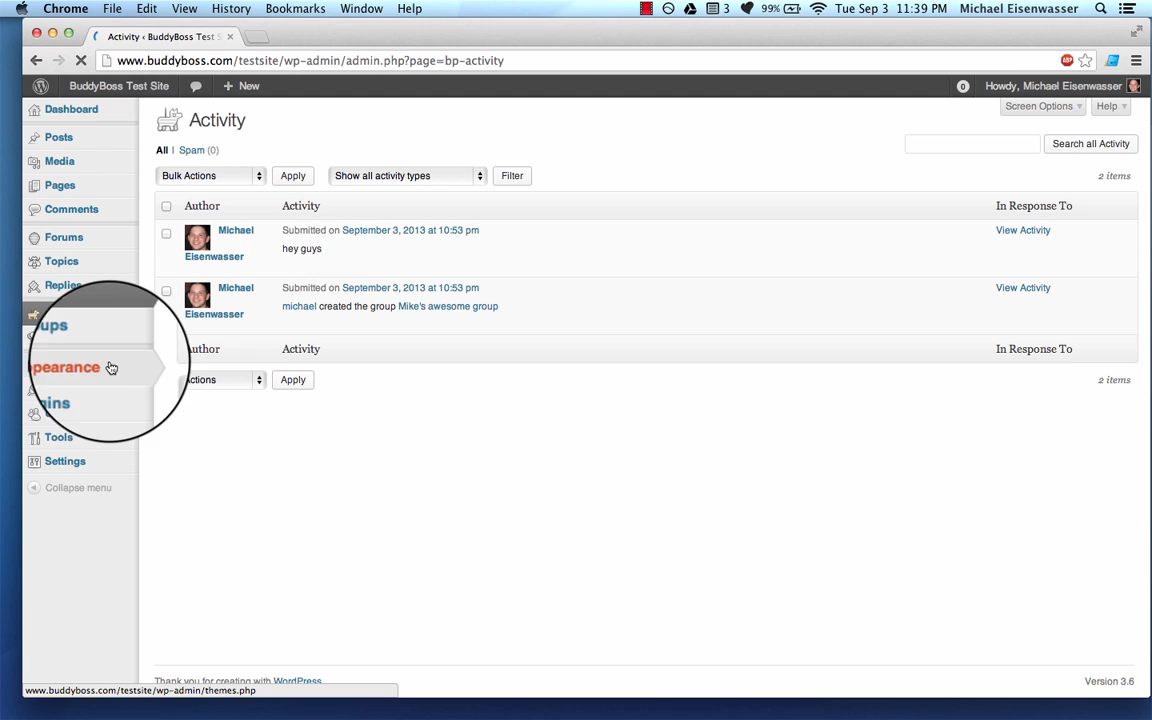 Chrome File Edit View History Bookmarks Window Help 3 99% Tue Sep 3 11:39 PM Michael Eisenwasser
Activity ‹ BuddyBoss Test S
www.buddyboss.com/testsite/wp-admin/admin.php?page=bp-activity
BuddyBoss Test Site + New 0 Howdy, Michael Eisenwasser
Screen Options Help
Dashboard
Posts
Media
Pages
Comments
Forums
Topics
Replies
ups
pearance
ins
Tools
Settings
Collapse menu
Activity
All | Spam (0)
Search all Activity
Bulk Actions Apply Show all activity types Filter 2 items
Author Activity In Response To
Michael Eisenwasser
Submitted on September 3, 2013 at 10:53 pm
hey guys
View Activity
Michael Eisenwasser
Submitted on September 3, 2013 at 10:53 pm
michael created the group Mike's awesome group
View Activity
Author Activity In Response To
Actions Apply 2 items
Thank you for creating with WordPress. Version 3.6
www.buddyboss.com/testsite/wp-admin/themes.php